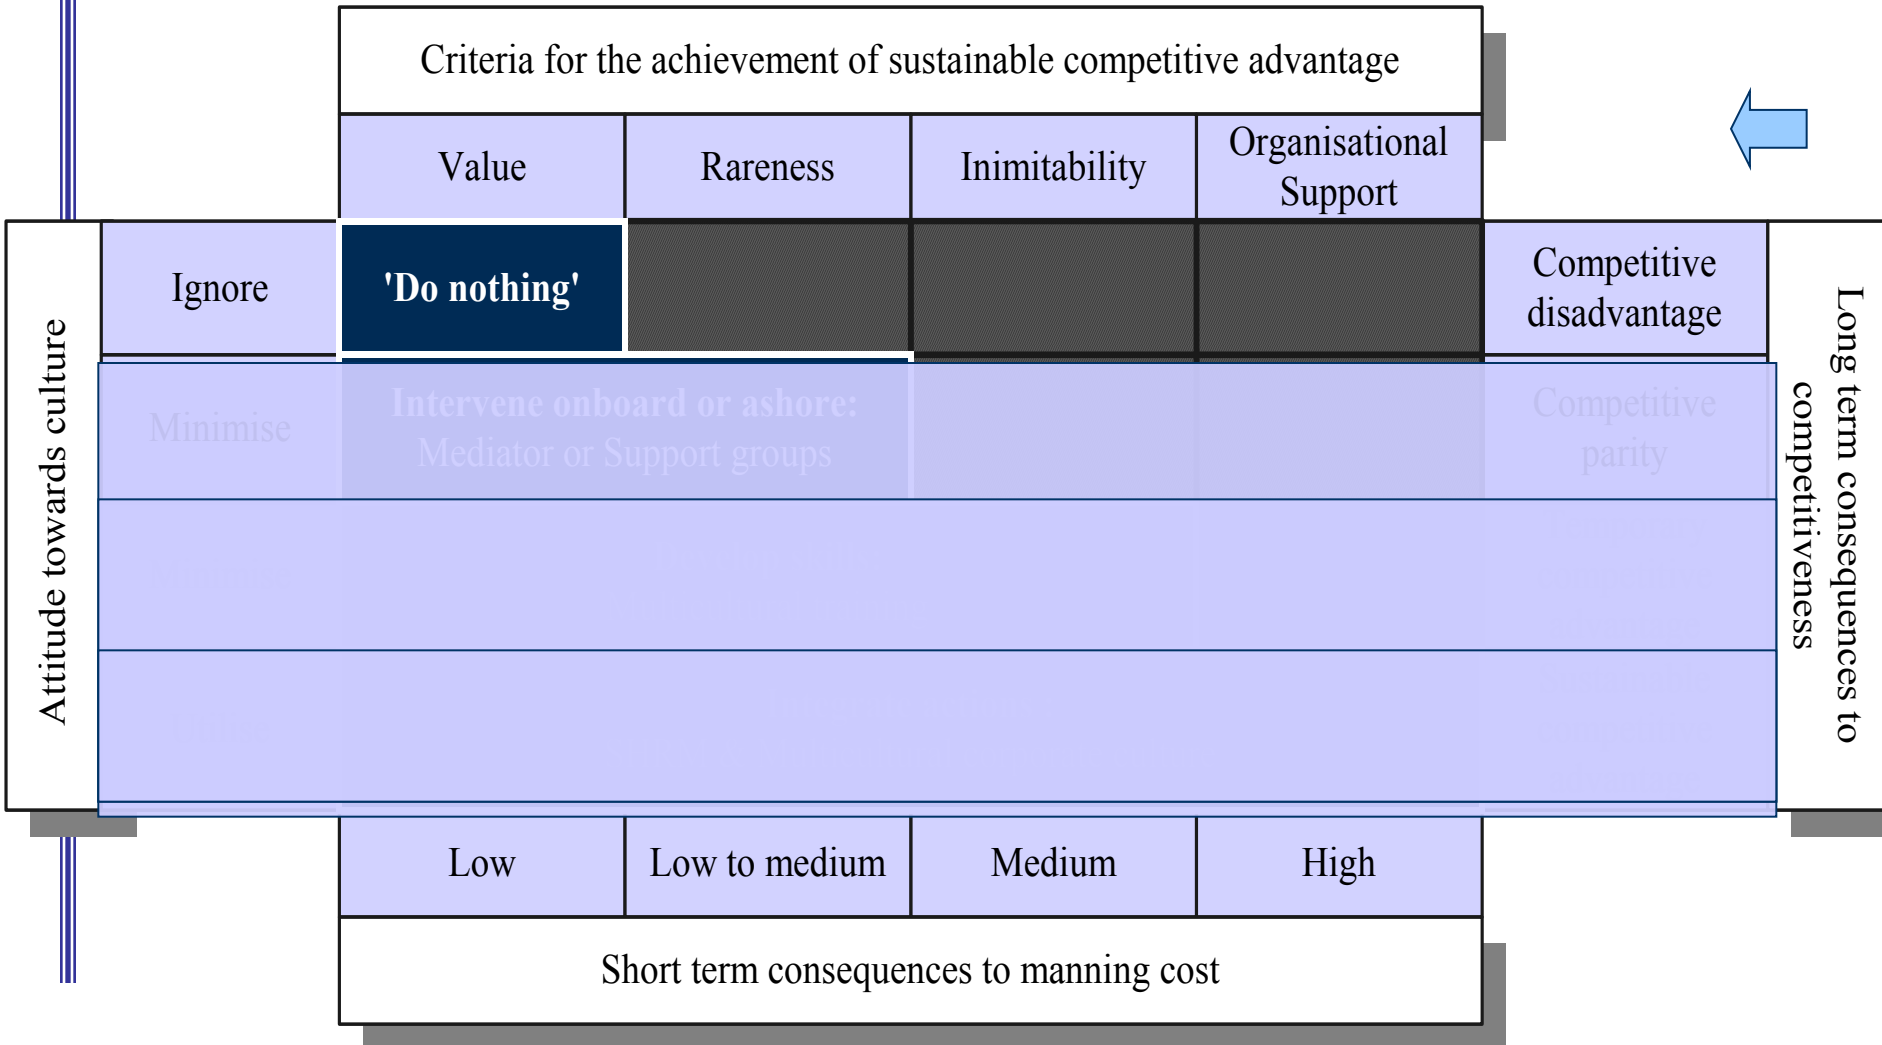 Criteria for the achievement of sustainable competitive advantage
Value
Rareness
Inimitability
Organisational
Support
Attitude towards culture
Ignore
'Do nothing'
Competitive
disadvantage
Long term consequences to
competitiveness
Minimise
Intervene onboard or ashore:
Mediator or Support groups
Competitive
parity
Low
Low to medium
Medium
High
Short term consequences to manning cost